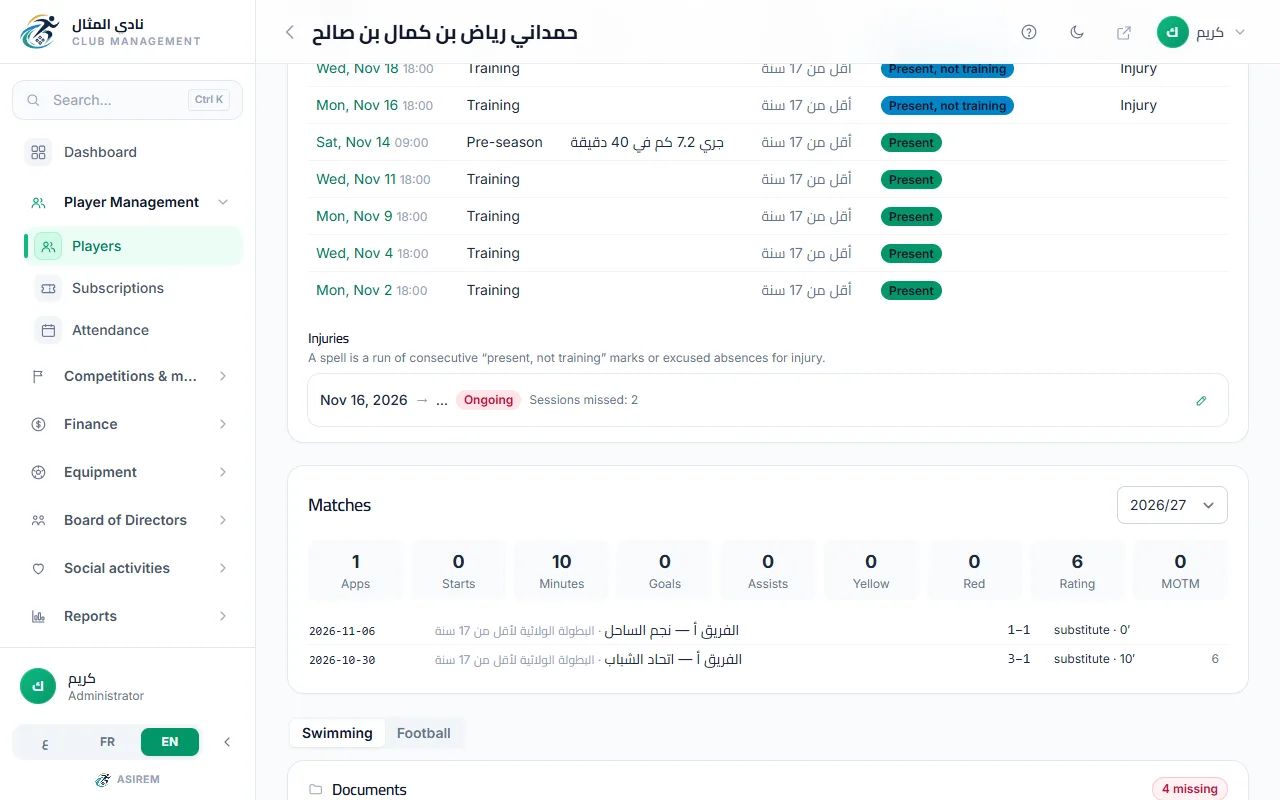 نادي المثال
CLUB MANAGEMENT
حمداني رياض بن كمال بن صالح
ك
كريم
Search...
Ctrl K
Dashboard
Player Management
Players
Subscriptions
Attendance
Competitions & m...
Finance
Equipment
Board of Directors
Social activities
Reports
ك
كريم
Administrator
ع
FR
EN
ASIREM
Wed, Nov 18 18:00 Training أقل من 17 سنة Present, not training Injury
Mon, Nov 16 18:00 Training أقل من 17 سنة Present, not training Injury
Sat, Nov 14 09:00 Pre-season جري 7.2 كم في 40 دقيقة أقل من 17 سنة Present
Wed, Nov 11 18:00 Training أقل من 17 سنة Present
Mon, Nov 9 18:00 Training أقل من 17 سنة Present
Wed, Nov 4 18:00 Training أقل من 17 سنة Present
Mon, Nov 2 18:00 Training أقل من 17 سنة Present
Injuries
A spell is a run of consecutive “present, not training” marks or excused absences for injury.
Nov 16, 2026 → ... Ongoing Sessions missed: 2
Matches
2026/27
1 0 10 0 0 0 0 6 0
Apps Starts Minutes Goals Assists Yellow Red Rating MOTM
2026-11-06 الفريق أ — نجم الساحل · البطولة الولائية لأقل من 17 سنة 1–1 substitute · 0′
2026-10-30 الفريق أ — اتحاد الشباب · البطولة الولائية لأقل من 17 سنة 3–1 substitute · 10′ 6
Swimming Football
Documents
4 missing